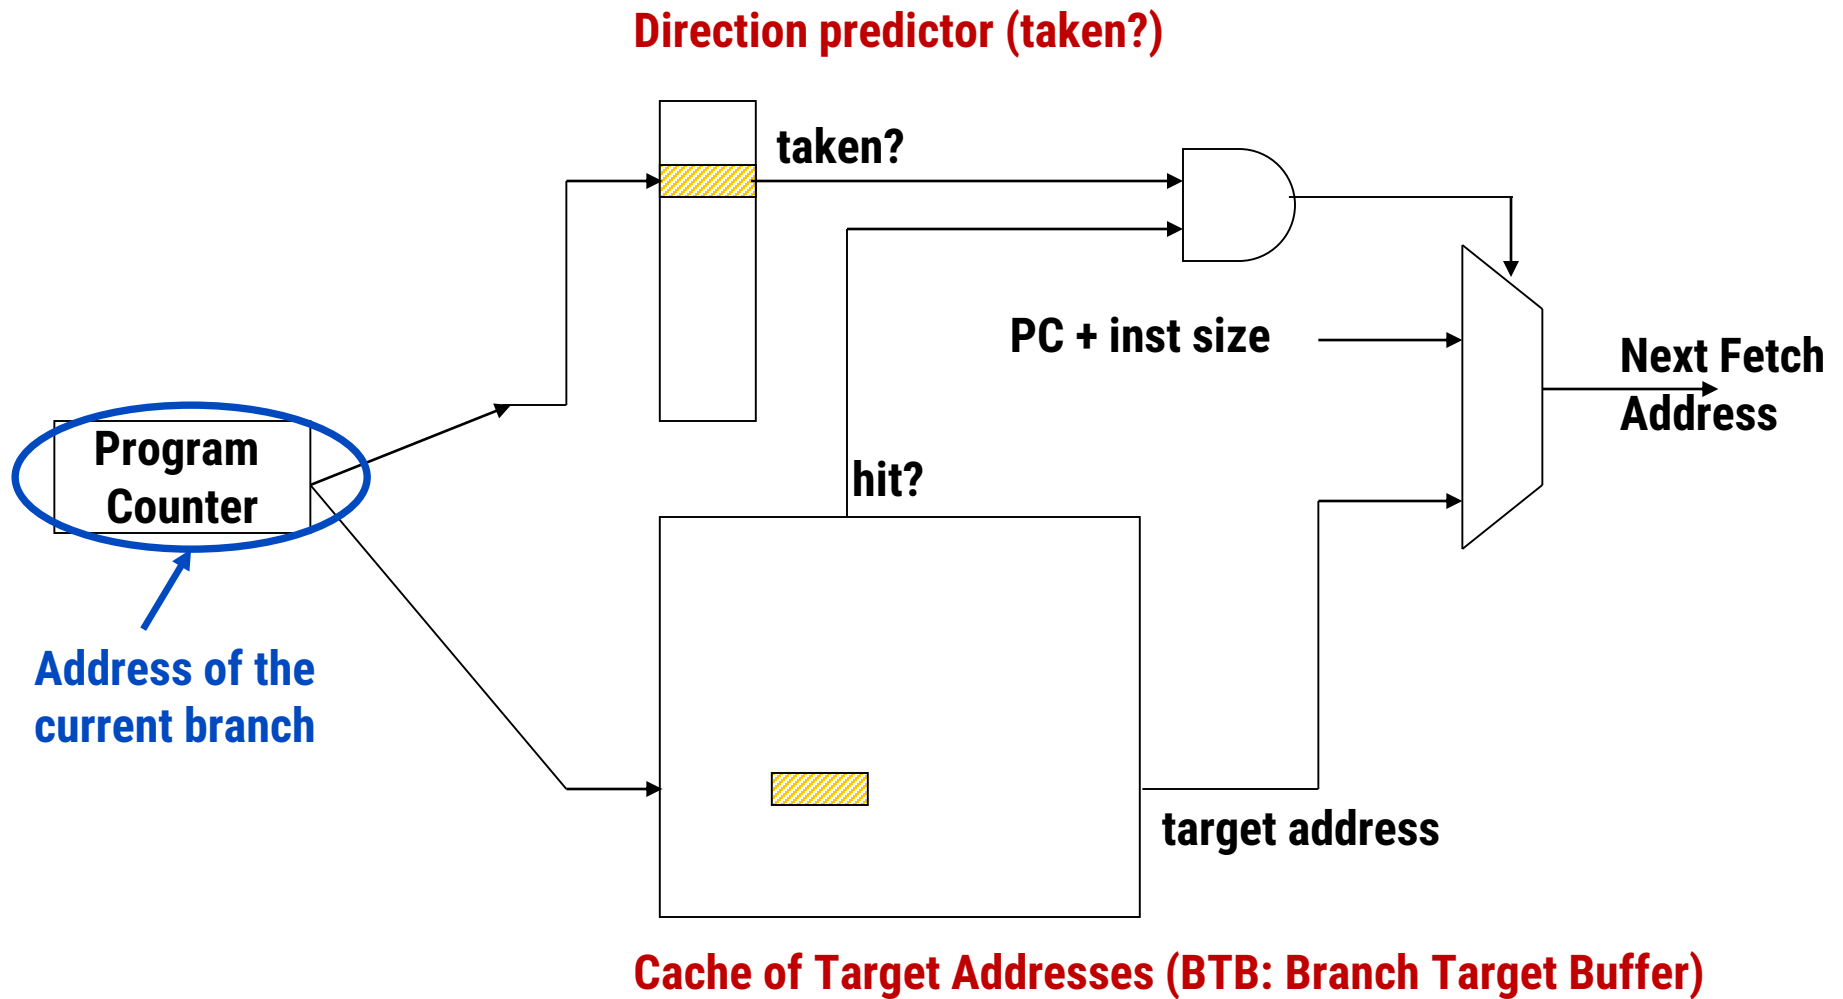 Direction predictor (taken?)
taken?
PC + inst size
Next Fetch
Address
Program
Counter
hit?
Address of the
current branch
target address
Cache of Target Addresses (BTB: Branch Target Buffer)